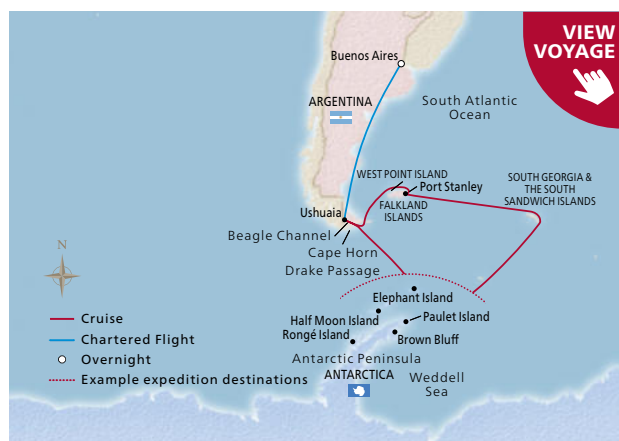 VIEW
VOYAGE
Buenos Aires
ARGENTINA
South Atlantic
Ocean
WEST POINT ISLAND
Port Stanley
FALKLAND
ISLANDS
SOUTH GEORGIA &
THE SOUTH
SANDWICH ISLANDS
Ushuaia
Beagle Channel
Cape Horn
Drake Passage
N
Elephant Island
Half Moon Island
Paulet Island
Rongé Island
Brown Bluff
Antarctic Peninsula
ANTARCTICA
Weddell
Sea
Cruise
Chartered Flight
Overnight
Example expedition destinations